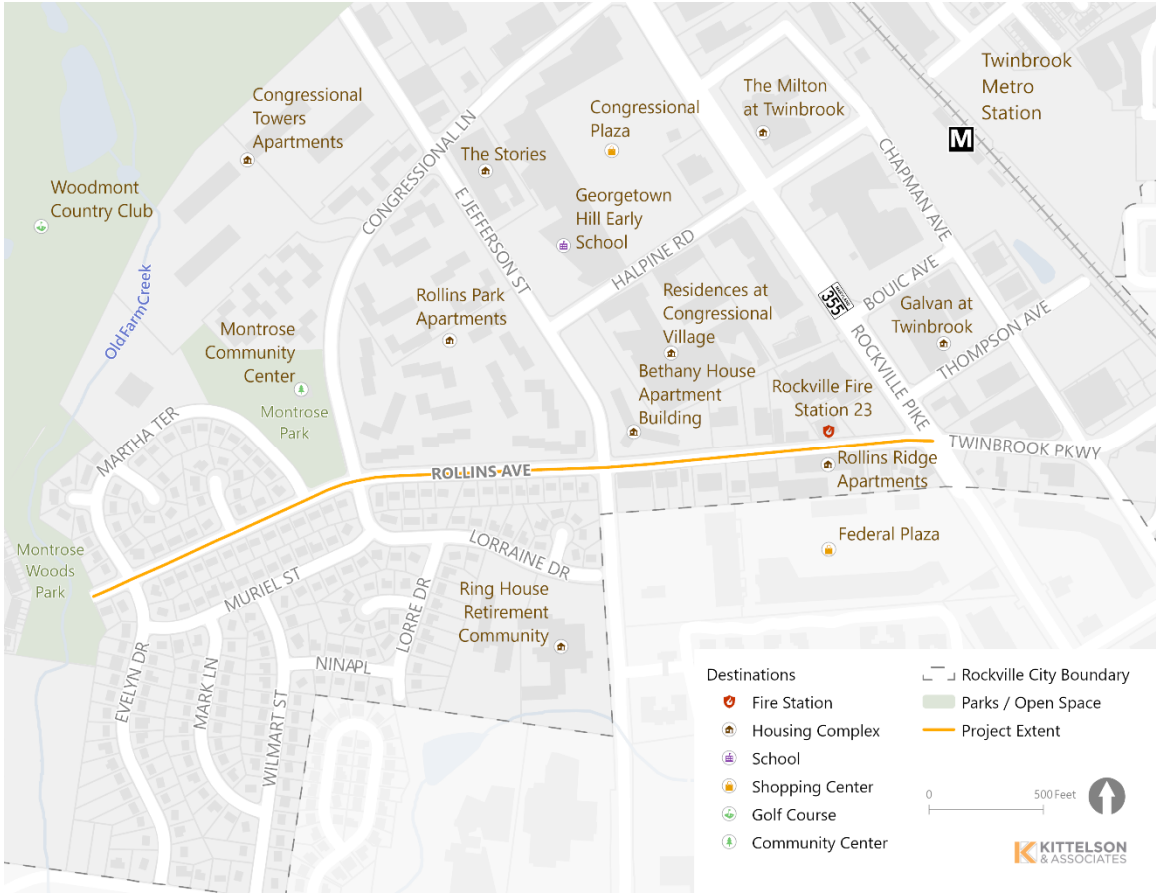 Twinbrook
Metro
Station
M
The Milton
at Twinbrook
Congressional
Towers
Apartments
Congressional
Plaza
CONGRESSIONAL LN
CHAPMAN AVE
The Stories
Woodmont
Country Club
E JEFFERSON ST
Georgetown
Hill Early
School
HALPINE RD
OldFarmCreek
Rollins Park
Apartments
Residences at
Congressional
Village
MARYLAND
355
BOUIC AVE
Galvan at
Twinbrook
THOMPSON AVE
ROCKVILLE PIKE
Montrose
Community
Center
Montrose
Park
Bethany House
Apartment
Building
Rockville Fire
Station 23
MARTHA TER
TWINBROOK PKWY
ROLLINS AVE
Rollins Ridge
Apartments
Montrose
Woods
Park
LORRAINE DR
Federal Plaza
MURIEL ST
LORRE DR
Ring House
Retirement
Community
NINAPL
EVELYN DR
MARK LN
WILMART ST
Destinations
Fire Station
Housing Complex
School
Shopping Center
Golf Course
Community Center
Rockville City Boundary
Parks / Open Space
Project Extent
0 500 Feet
KITTELSON
& ASSOCIATES